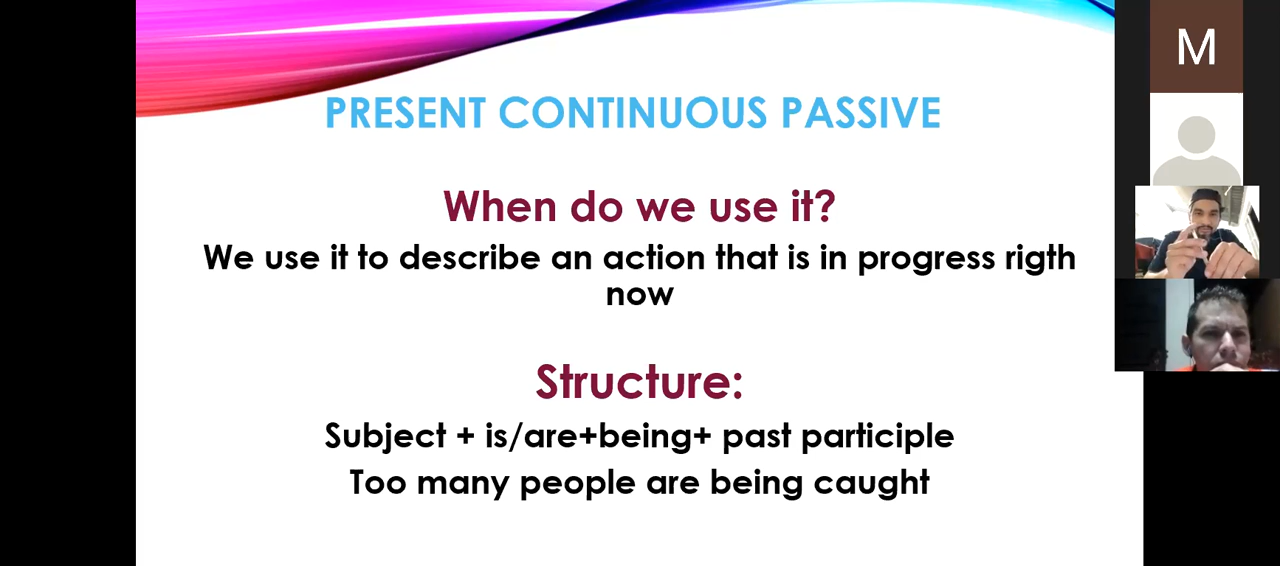 PRESENT CONTINUOUS PASSIVE
When do we use it?
We use it to describe an action that is in progress rigth
now
Structure:
Subject + is/are+being+ past participle
Too many people are being caught
M